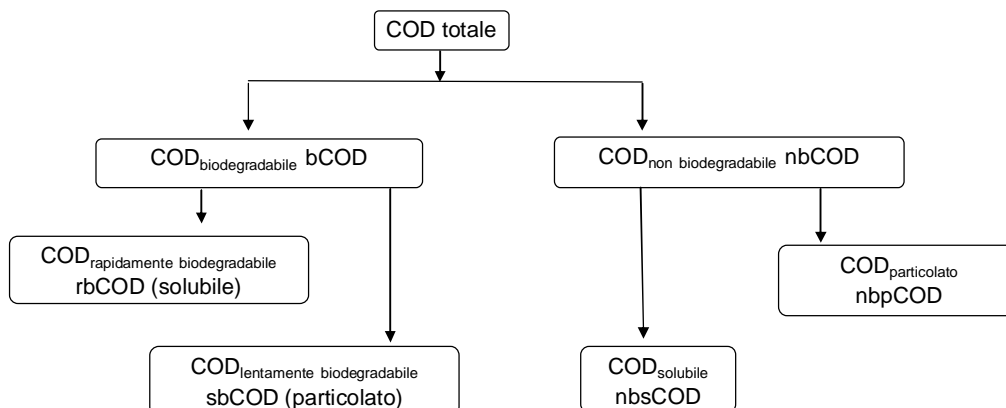 COD totale
CODbiodegradabile bCOD
CODnon biodegradabile nbCOD
CODrapidamente biodegradabile
rbCOD (solubile)
CODparticolato
nbpCOD
CODlentamente biodegradabile
sbCOD (particolato)
CODsolubile
nbsCOD